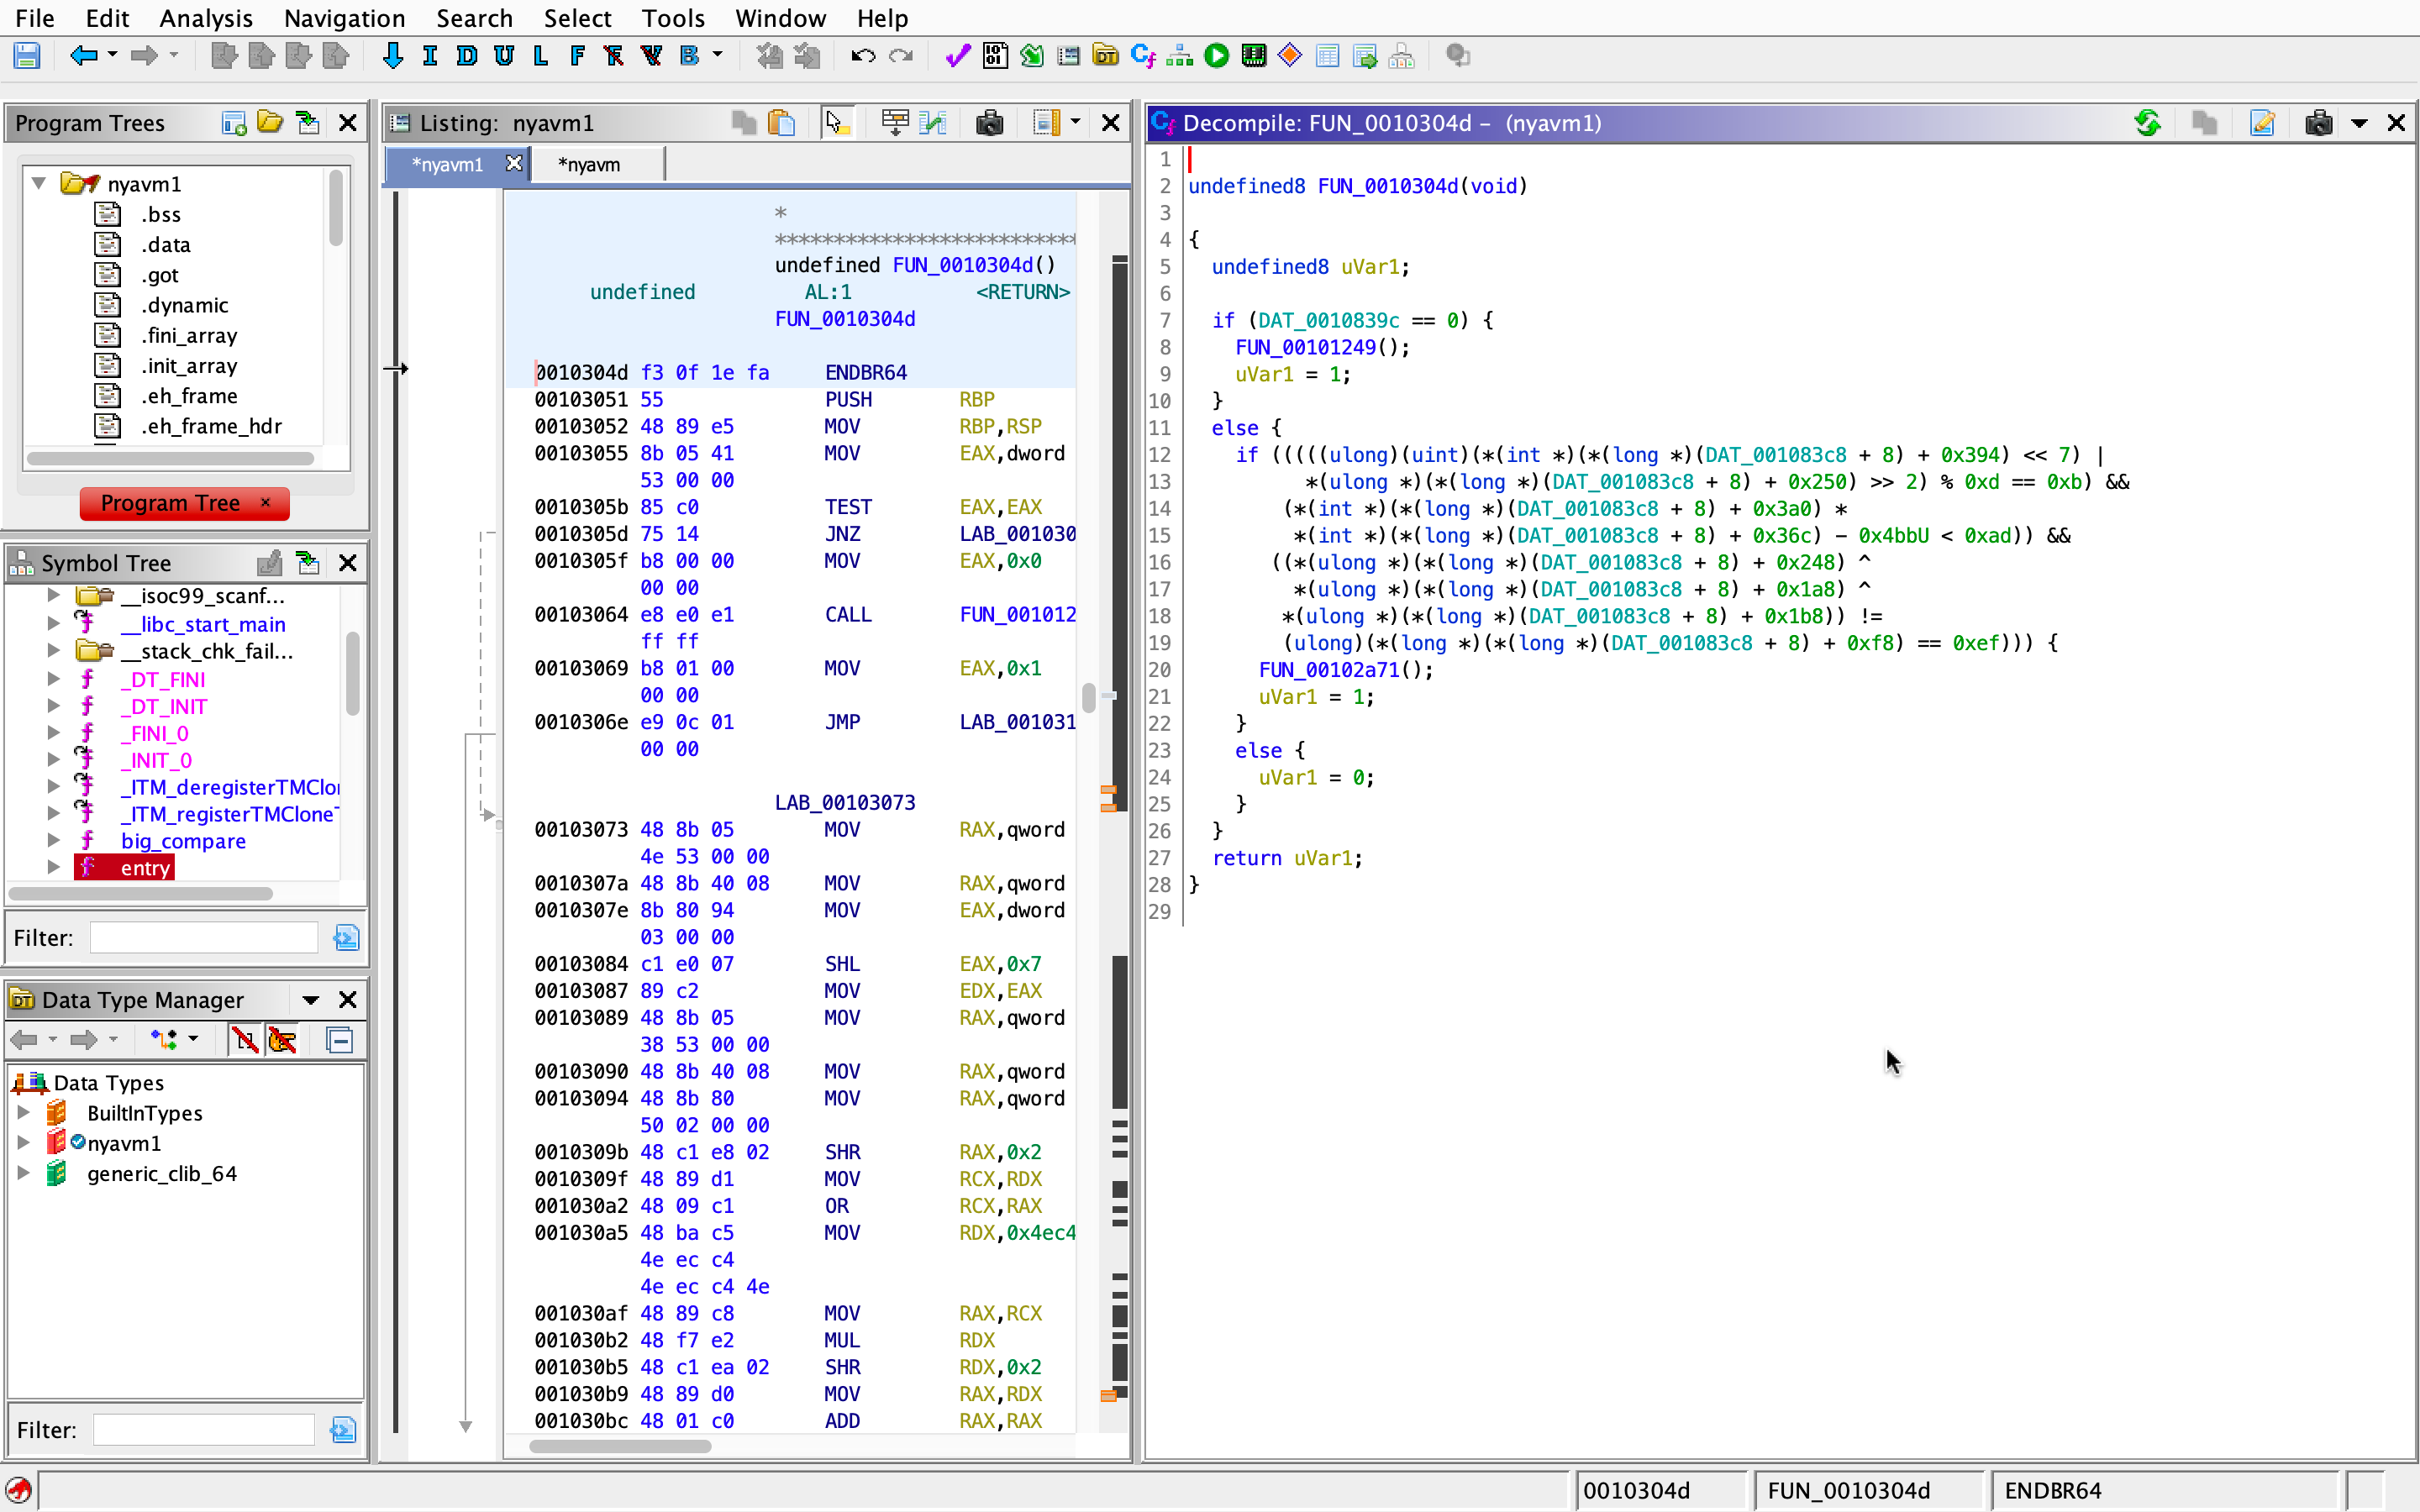 File Edit Analysis Navigation Search Select Tools Window Help
I D U L F B
Program Trees
nyavm1
.bss
.data
.got
.dynamic
.fini_array
.init_array
.eh_frame
.eh_frame_hdr
Program Tree ×
Symbol Tree
__isoc99_scanf...
__libc_start_main
__stack_chk_fail...
_DT_FINI
_DT_INIT
_FINI_0
_INIT_0
_ITM_deregisterTMClo
_ITM_registerTMClone
big_compare
entry
Filter:
Data Type Manager
Data Types
BuiltInTypes
nyavm1
generic_clib_64
Filter:
Listing: nyavm1
*nyavm1 *nyavm
*
**************************
undefined FUN_0010304d()
undefined AL:1 <RETURN>
FUN_0010304d
0010304d f3 0f 1e fa ENDBR64
00103051 55 PUSH RBP
00103052 48 89 e5 MOV RBP,RSP
00103055 8b 05 41 MOV EAX,dword
53 00 00
0010305b 85 c0 TEST EAX,EAX
0010305d 75 14 JNZ LAB_001030
0010305f b8 00 00 MOV EAX,0x0
00 00
00103064 e8 e0 e1 CALL FUN_001012
ff ff
00103069 b8 01 00 MOV EAX,0x1
00 00
0010306e e9 0c 01 JMP LAB_001031
00 00
LAB_00103073
00103073 48 8b 05 MOV RAX,qword
4e 53 00 00
0010307a 48 8b 40 08 MOV RAX,qword
0010307e 8b 80 94 MOV EAX,dword
03 00 00
00103084 c1 e0 07 SHL EAX,0x7
00103087 89 c2 MOV EDX,EAX
00103089 48 8b 05 MOV RAX,qword
38 53 00 00
00103090 48 8b 40 08 MOV RAX,qword
00103094 48 8b 80 MOV RAX,qword
50 02 00 00
0010309b 48 c1 e8 02 SHR RAX,0x2
0010309f 48 89 d1 MOV RCX,RDX
001030a2 48 09 c1 OR RCX,RAX
001030a5 48 ba c5 MOV RDX,0x4ec4
4e ec c4
4e ec c4 4e
001030af 48 89 c8 MOV RAX,RCX
001030b2 48 f7 e2 MUL RDX
001030b5 48 c1 ea 02 SHR RDX,0x2
001030b9 48 89 d0 MOV RAX,RDX
001030bc 48 01 c0 ADD RAX,RAX
Decompile: FUN_0010304d – (nyavm1)
1
2 undefined8 FUN_0010304d(void)
3
4 {
5 undefined8 uVar1;
6
7 if (DAT_0010839c == 0) {
8 FUN_00101249();
9 uVar1 = 1;
10 }
11 else {
12 if (((((ulong)(uint)(*(int *)(*(long *)(DAT_001083c8 + 8) + 0x394) << 7) |
13 *(ulong *)(*(long *)(DAT_001083c8 + 8) + 0x250) >> 2) % 0xd == 0xb) &&
14 (*(int *)(*(long *)(DAT_001083c8 + 8) + 0x3a0) *
15 *(int *)(*(long *)(DAT_001083c8 + 8) + 0x36c) – 0x4bbU < 0xad)) &&
16 ((*(ulong *)(*(long *)(DAT_001083c8 + 8) + 0x248) ^
17 *(ulong *)(*(long *)(DAT_001083c8 + 8) + 0x1a8) ^
18 *(ulong *)(*(long *)(DAT_001083c8 + 8) + 0x1b8)) !=
19 (ulong)(*(long *)(*(long *)(DAT_001083c8 + 8) + 0xf8) == 0xef))) {
20 FUN_00102a71();
21 uVar1 = 1;
22 }
23 else {
24 uVar1 = 0;
25 }
26 }
27 return uVar1;
28 }
29
0010304d FUN_0010304d ENDBR64